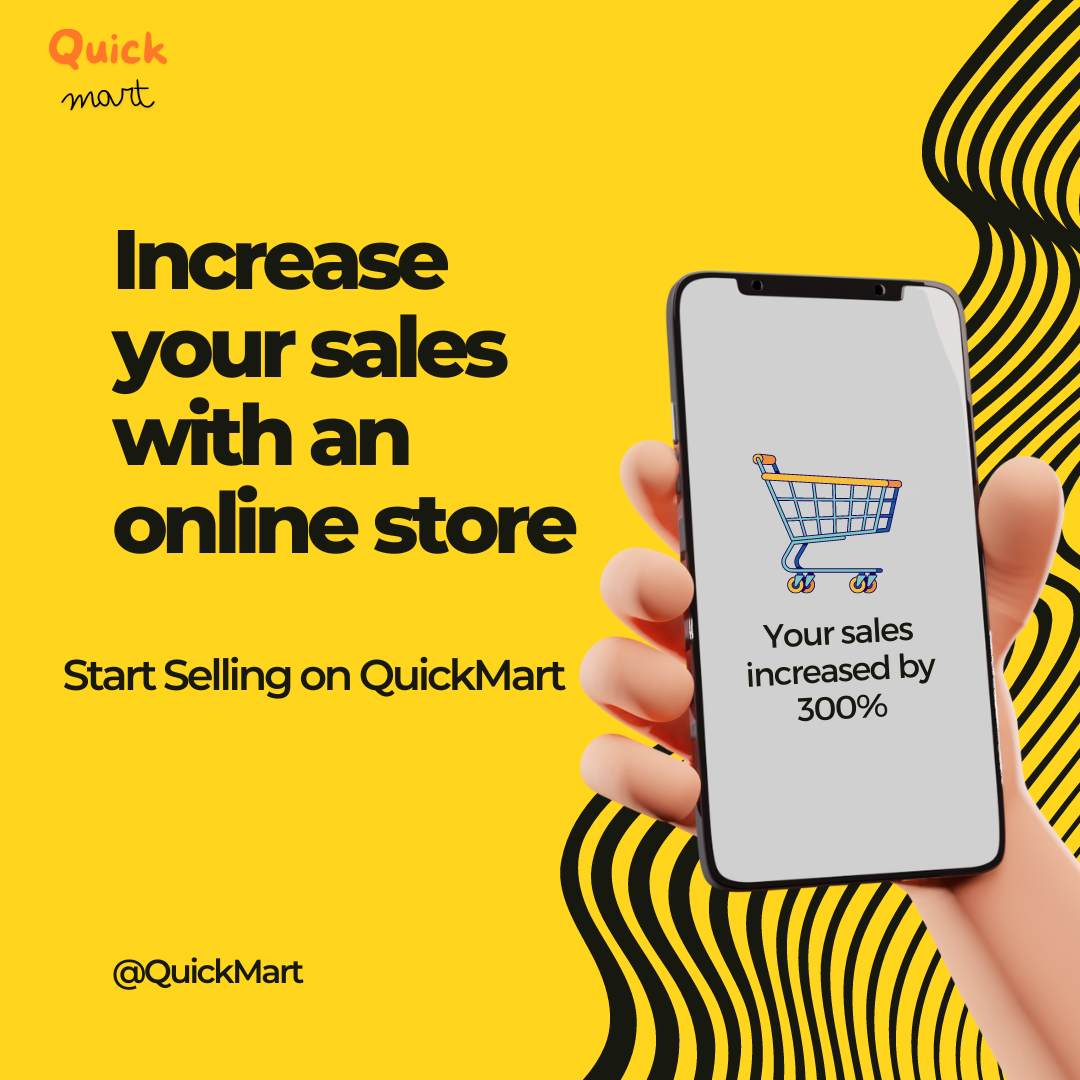 Quick
mart
Increase
your sales
with an
online store
Start Selling on QuickMart
Your sales
increased by
300%
@QuickMart